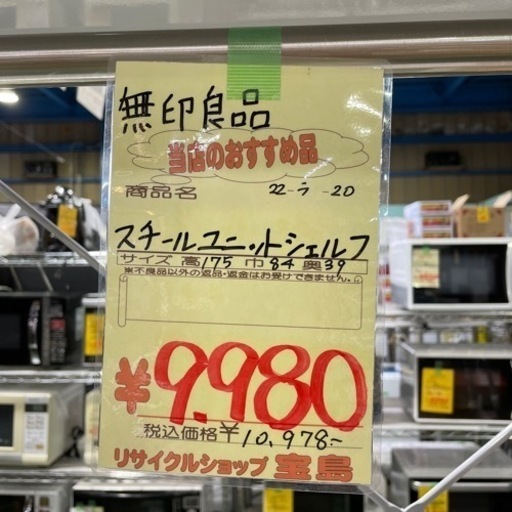 無印良品
当店のおすすめ品
商品名 22-ラ-20
スチールユニットシェルフ
サイズ 高175 巾84 奥39
※不良品以外の返品・返金はお受けできません。
¥9.980
税込価格¥10,978-
リサイクルショップ 宝島